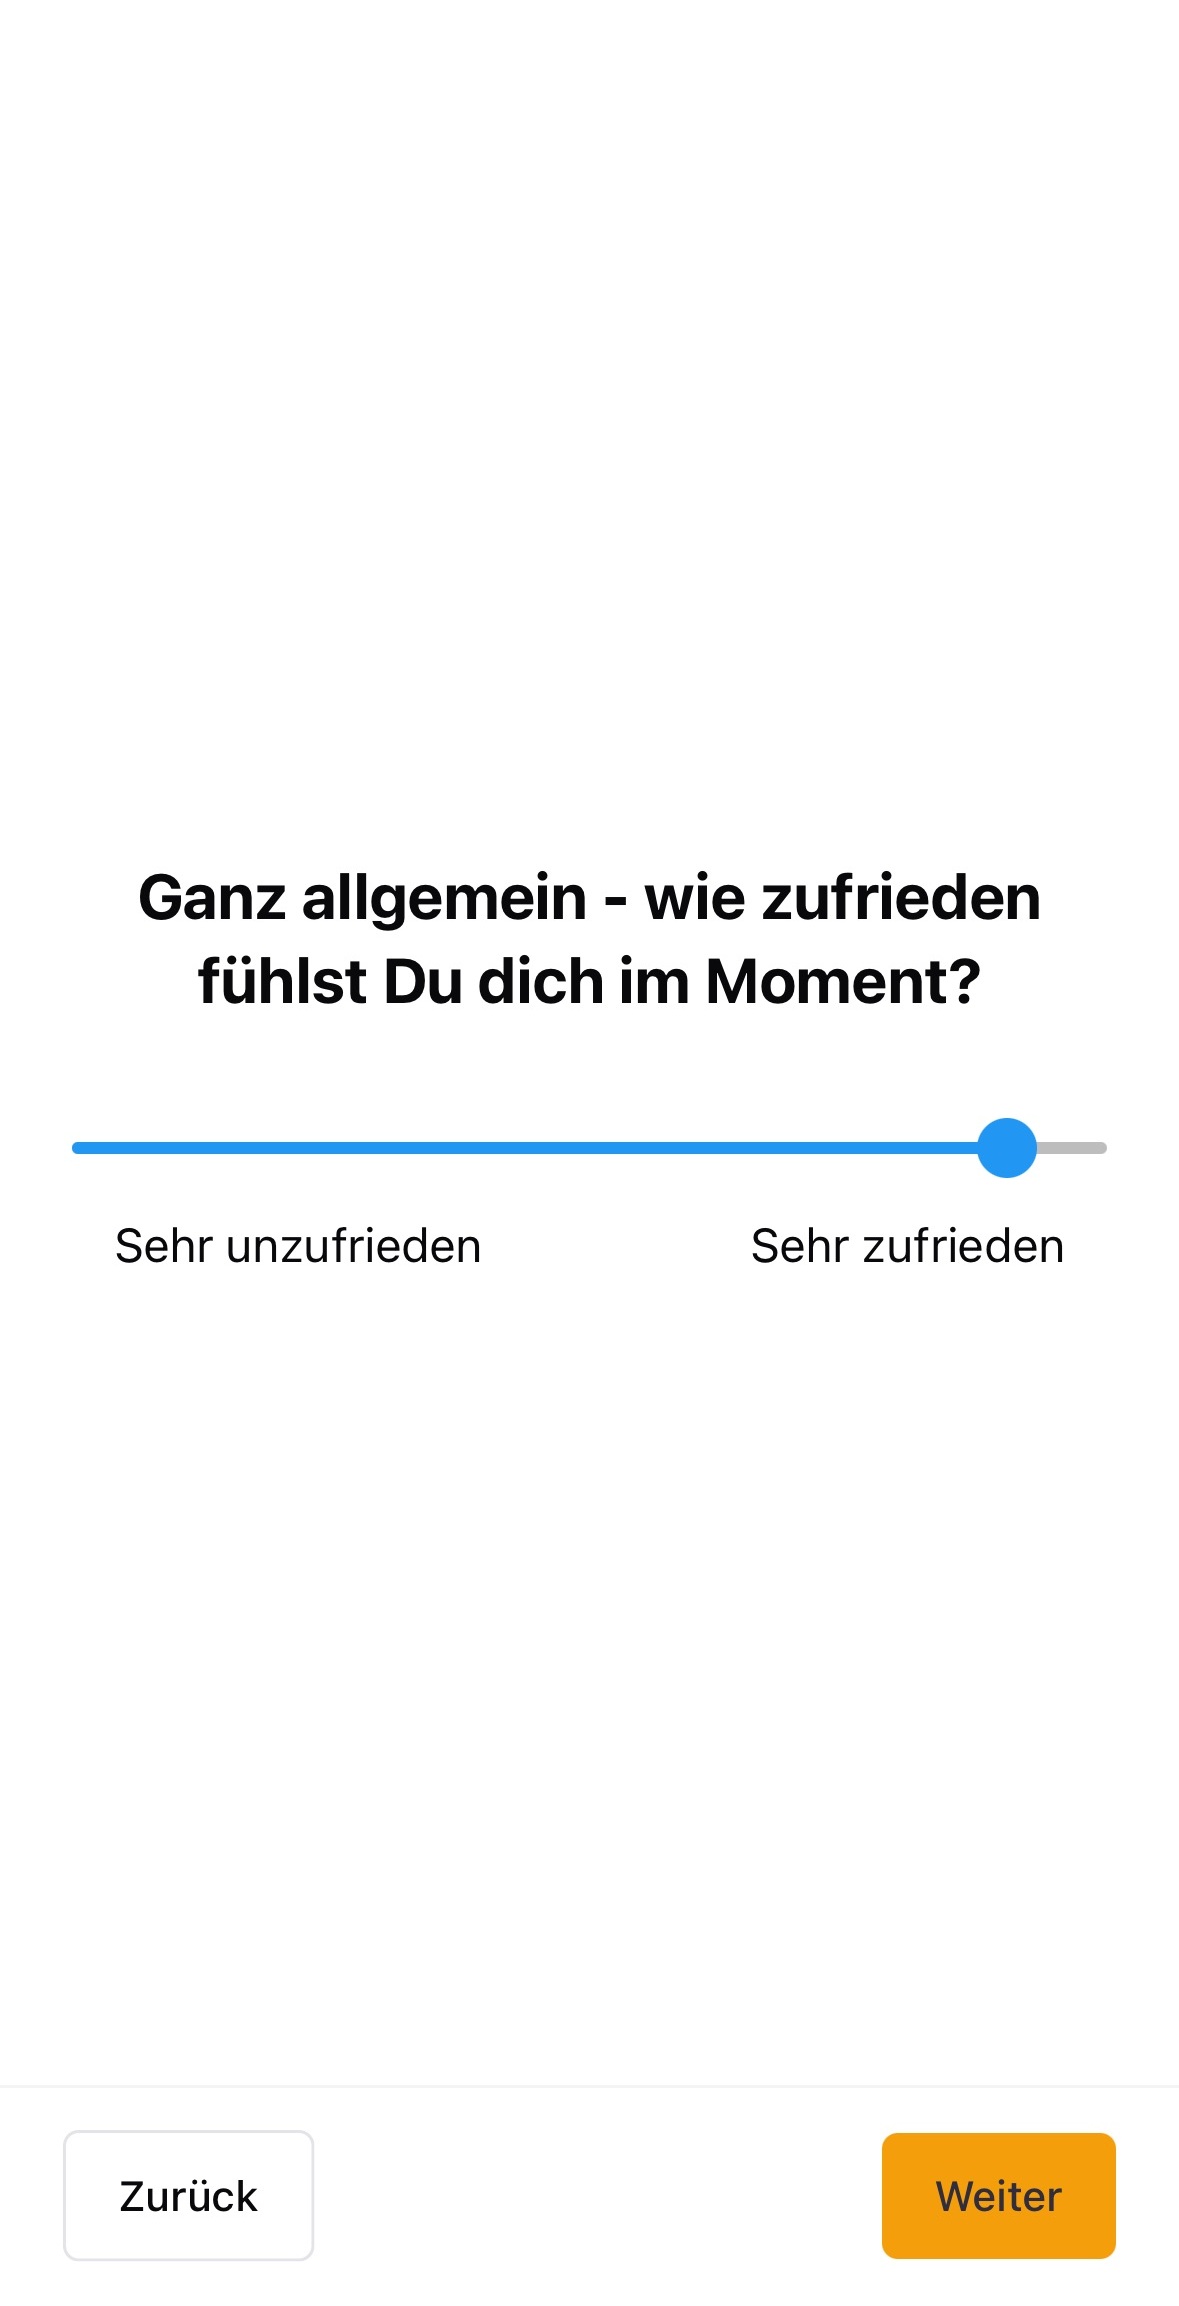 Ganz allgemein - wie zufrieden
fühlst Du dich im Moment?
Sehr unzufrieden
Sehr zufrieden
Zurück
Weiter